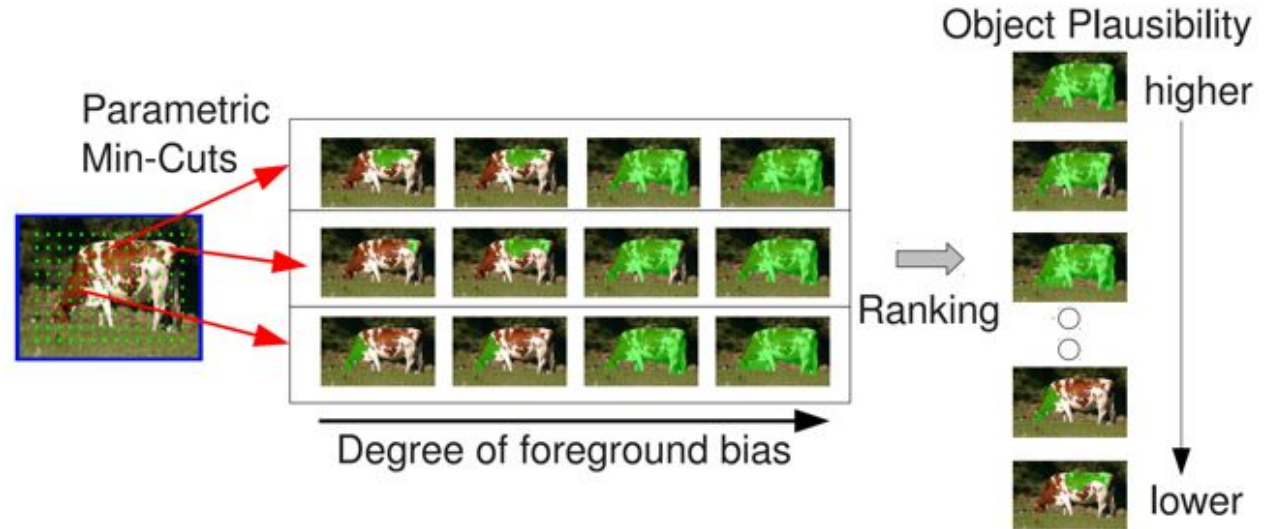 Object Plausibility
higher
Parametric
Min-Cuts
Ranking
Degree of foreground bias
lower